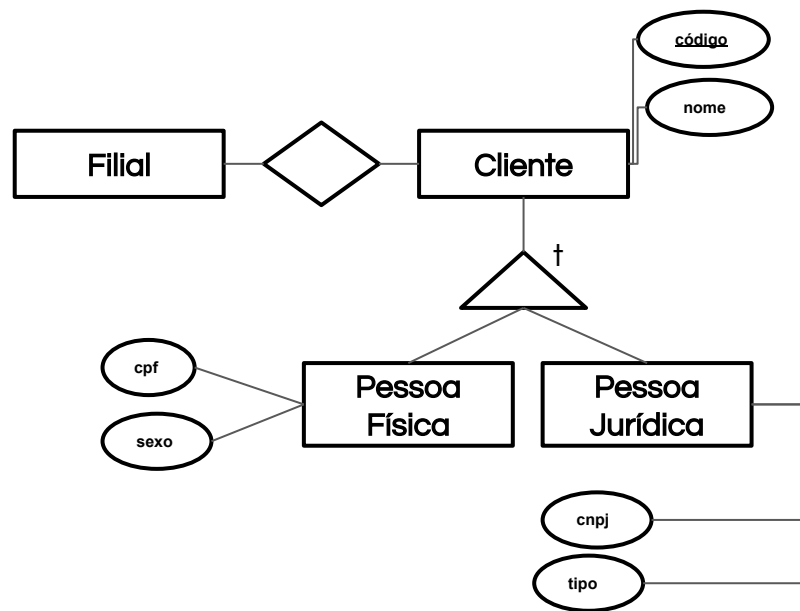 código
nome
Filial
Cliente
†
cpf
sexo
Pessoa
Física
Pessoa
Jurídica
cnpj
tipo